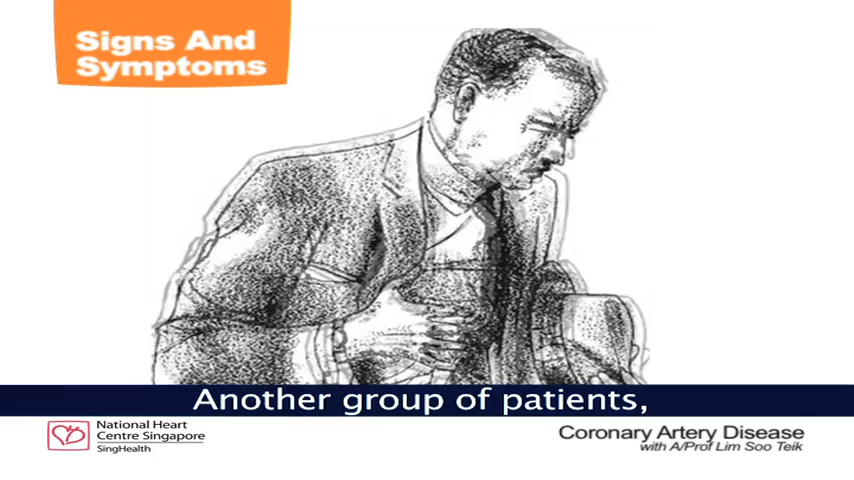 Signs And
Symptoms
Another group of patients,
National Heart
Centre Singapore
SingHealth
Coronary Artery Disease
with A/Prof Lim Soo Teik